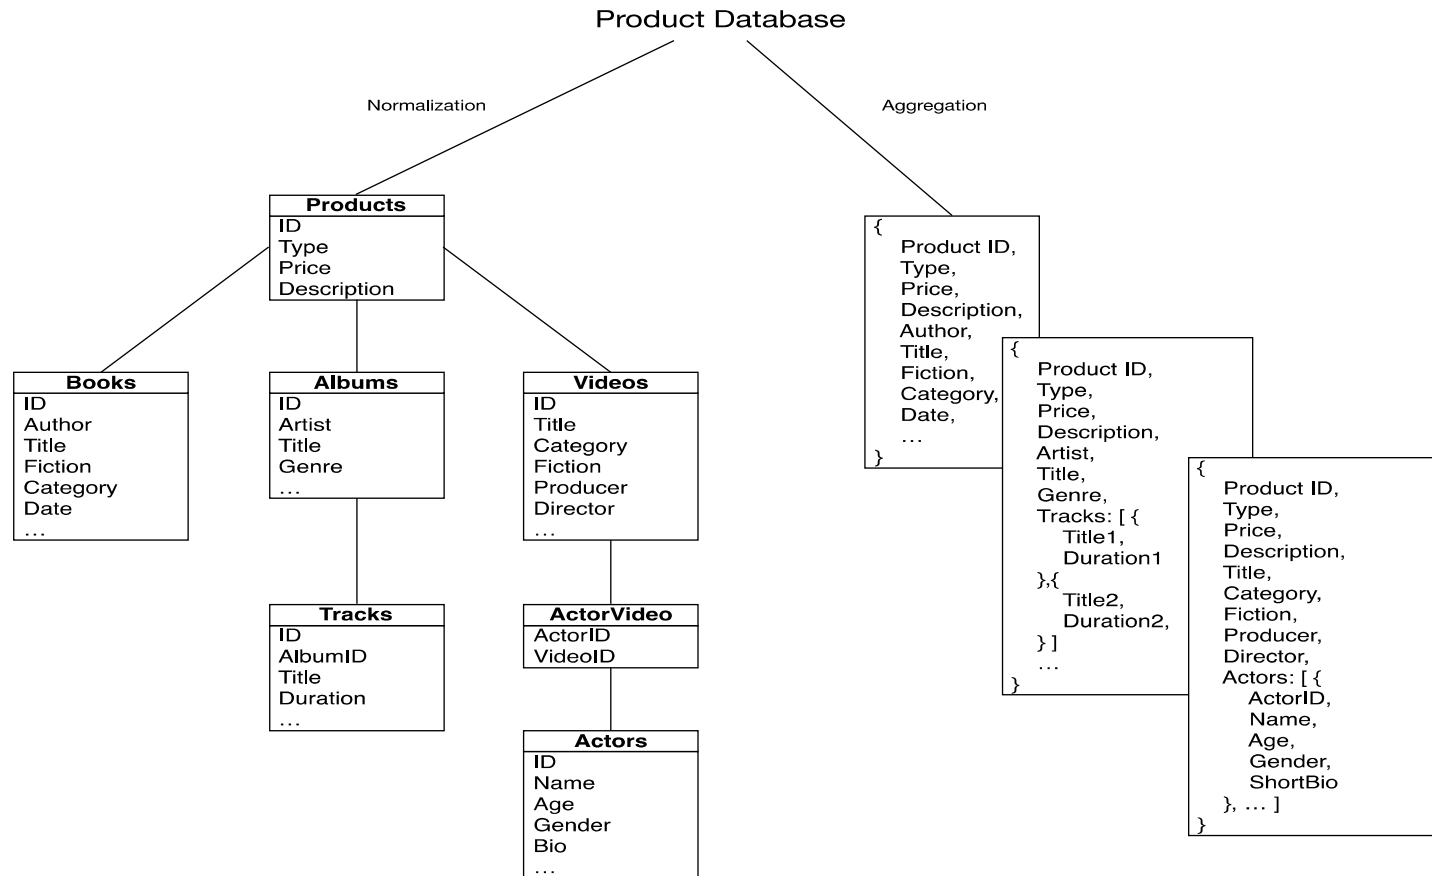 Product Database
Normalization
Aggregation
Products
ID
Type
Price
Description
Books
ID
Author
Title
Fiction
Category
Date
...
Albums
ID
Artist
Title
Genre
...
Videos
ID
Title
Category
Fiction
Producer
Director
...
Tracks
ID
AlbumID
Title
Duration
...
ActorVideo
ActorID
VideoID
Actors
ID
Name
Age
Gender
Bio
...
{
Product ID,
Type,
Price,
Description,
Author,
Title,
Fiction,
Category,
Date,
...
}
{
Product ID,
Type,
Price,
Description,
Artist,
Title,
Genre,
Tracks: [ {
Title1,
Duration1
},{
Title2,
Duration2,
} ]
...
}
{
Product ID,
Type,
Price,
Description,
Title,
Category,
Fiction,
Producer,
Director,
Actors: [ {
ActorID,
Name,
Age,
Gender,
ShortBio
}, ... ]
}